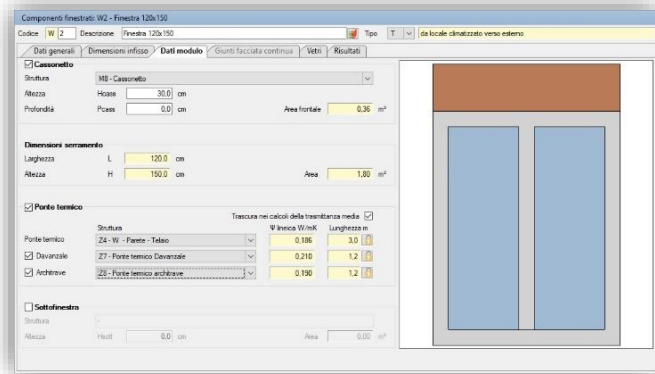 Componenti finestrati: W2 - Finestra 120x150
Codice W 2 Descrizione Finestra 120x150 Tipo T da locale climatizzato verso esterno
Dati generali Dimensioni infisso Dati modulo Giunti facciata continua Vetri Risultati
Cassonetto
Struttura M8 - Cassonetto
Altezza Hcass 30,0 cm
Profondità Pcass 0,0 cm Area frontale 0,36 m²
Dimensioni serramento
Larghezza L 120,0 cm
Altezza H 150,0 cm Area 1,80 m²
Ponte termico
Trascura nei calcoli della trasmittanza media
Struttura Ψ lineica W/mK Lunghezza m
Ponte termico Z4 - W - Parete - Telaio 0,186 3,0
Davanzale Z7 - Ponte termico Davanzale 0,210 1,2
Architrave Z8 - Ponte termico architrave 0,190 1,2
Sottofinestra
Struttura -
Altezza Hsott 0,0 cm Area 0,00 m²